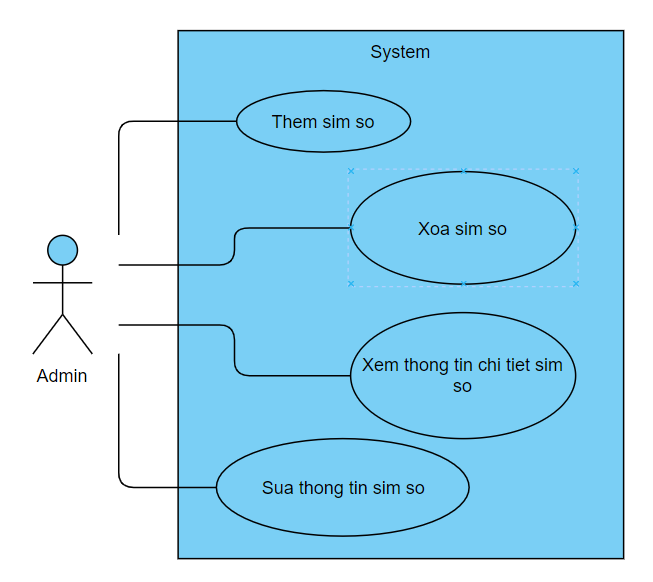 System
Them sim so
Xoa sim so
Xem thong tin chi tiet sim
so
Admin
Sua thong tin sim so